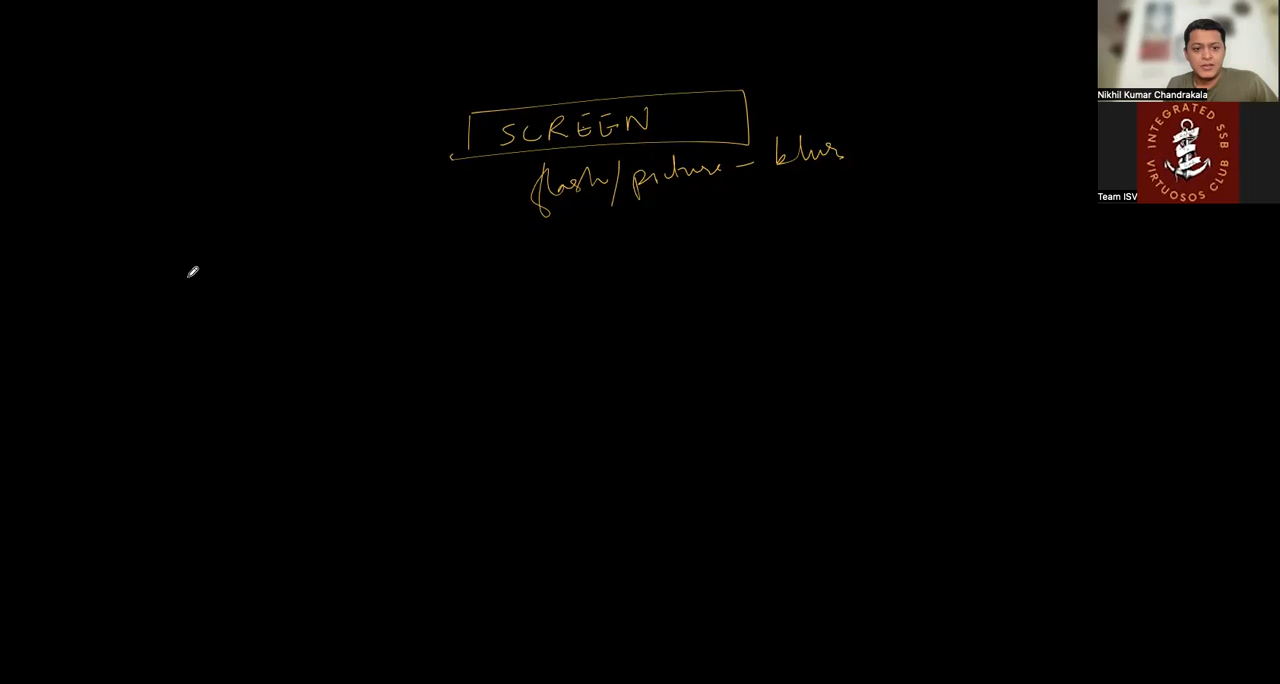 SCREEN
flash/picture - blur
Nikhil Kumar Chandrakala
INTEGRATED SSB
VIRTUOSOS CLUB
Team ISV